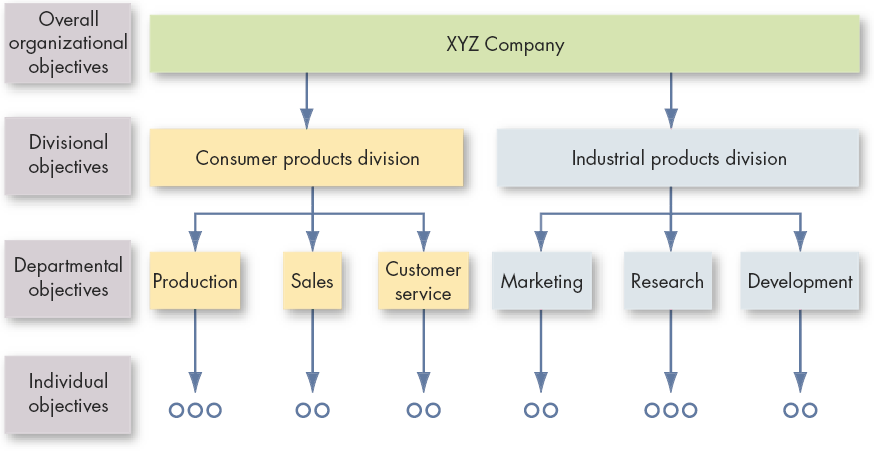 Overall
organizational
objectives
XYZ Company
Divisional
objectives
Consumer products division
Industrial products division
Departmental
objectives
Production
Sales
Customer
service
Marketing
Research
Development
Individual
objectives